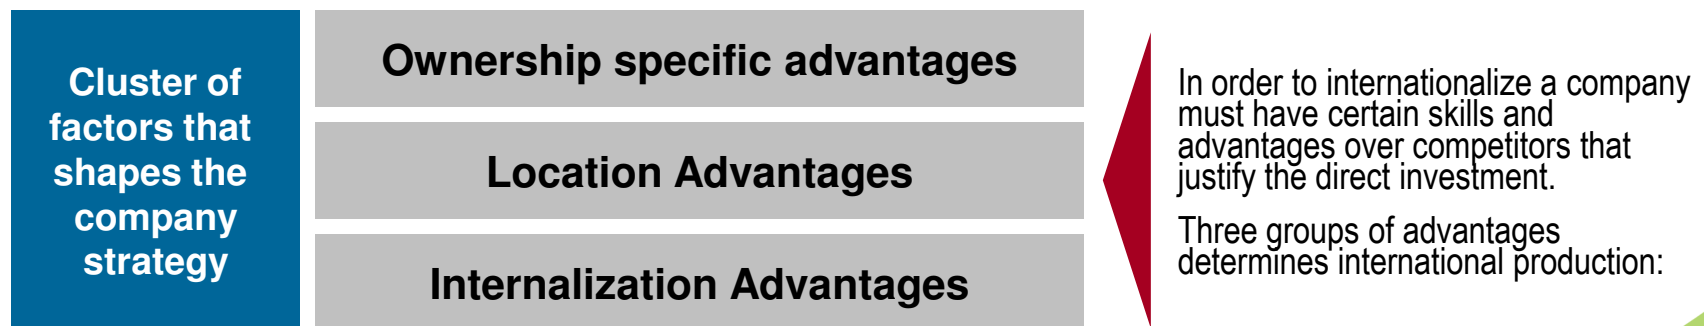 Cluster of
factors that
shapes the
company
strategy
Ownership specific advantages
Location Advantages
Internalization Advantages
In order to internationalize a company
must have certain skills and
advantages over competitors that
justify the direct investment.
Three groups of advantages
determines international production: